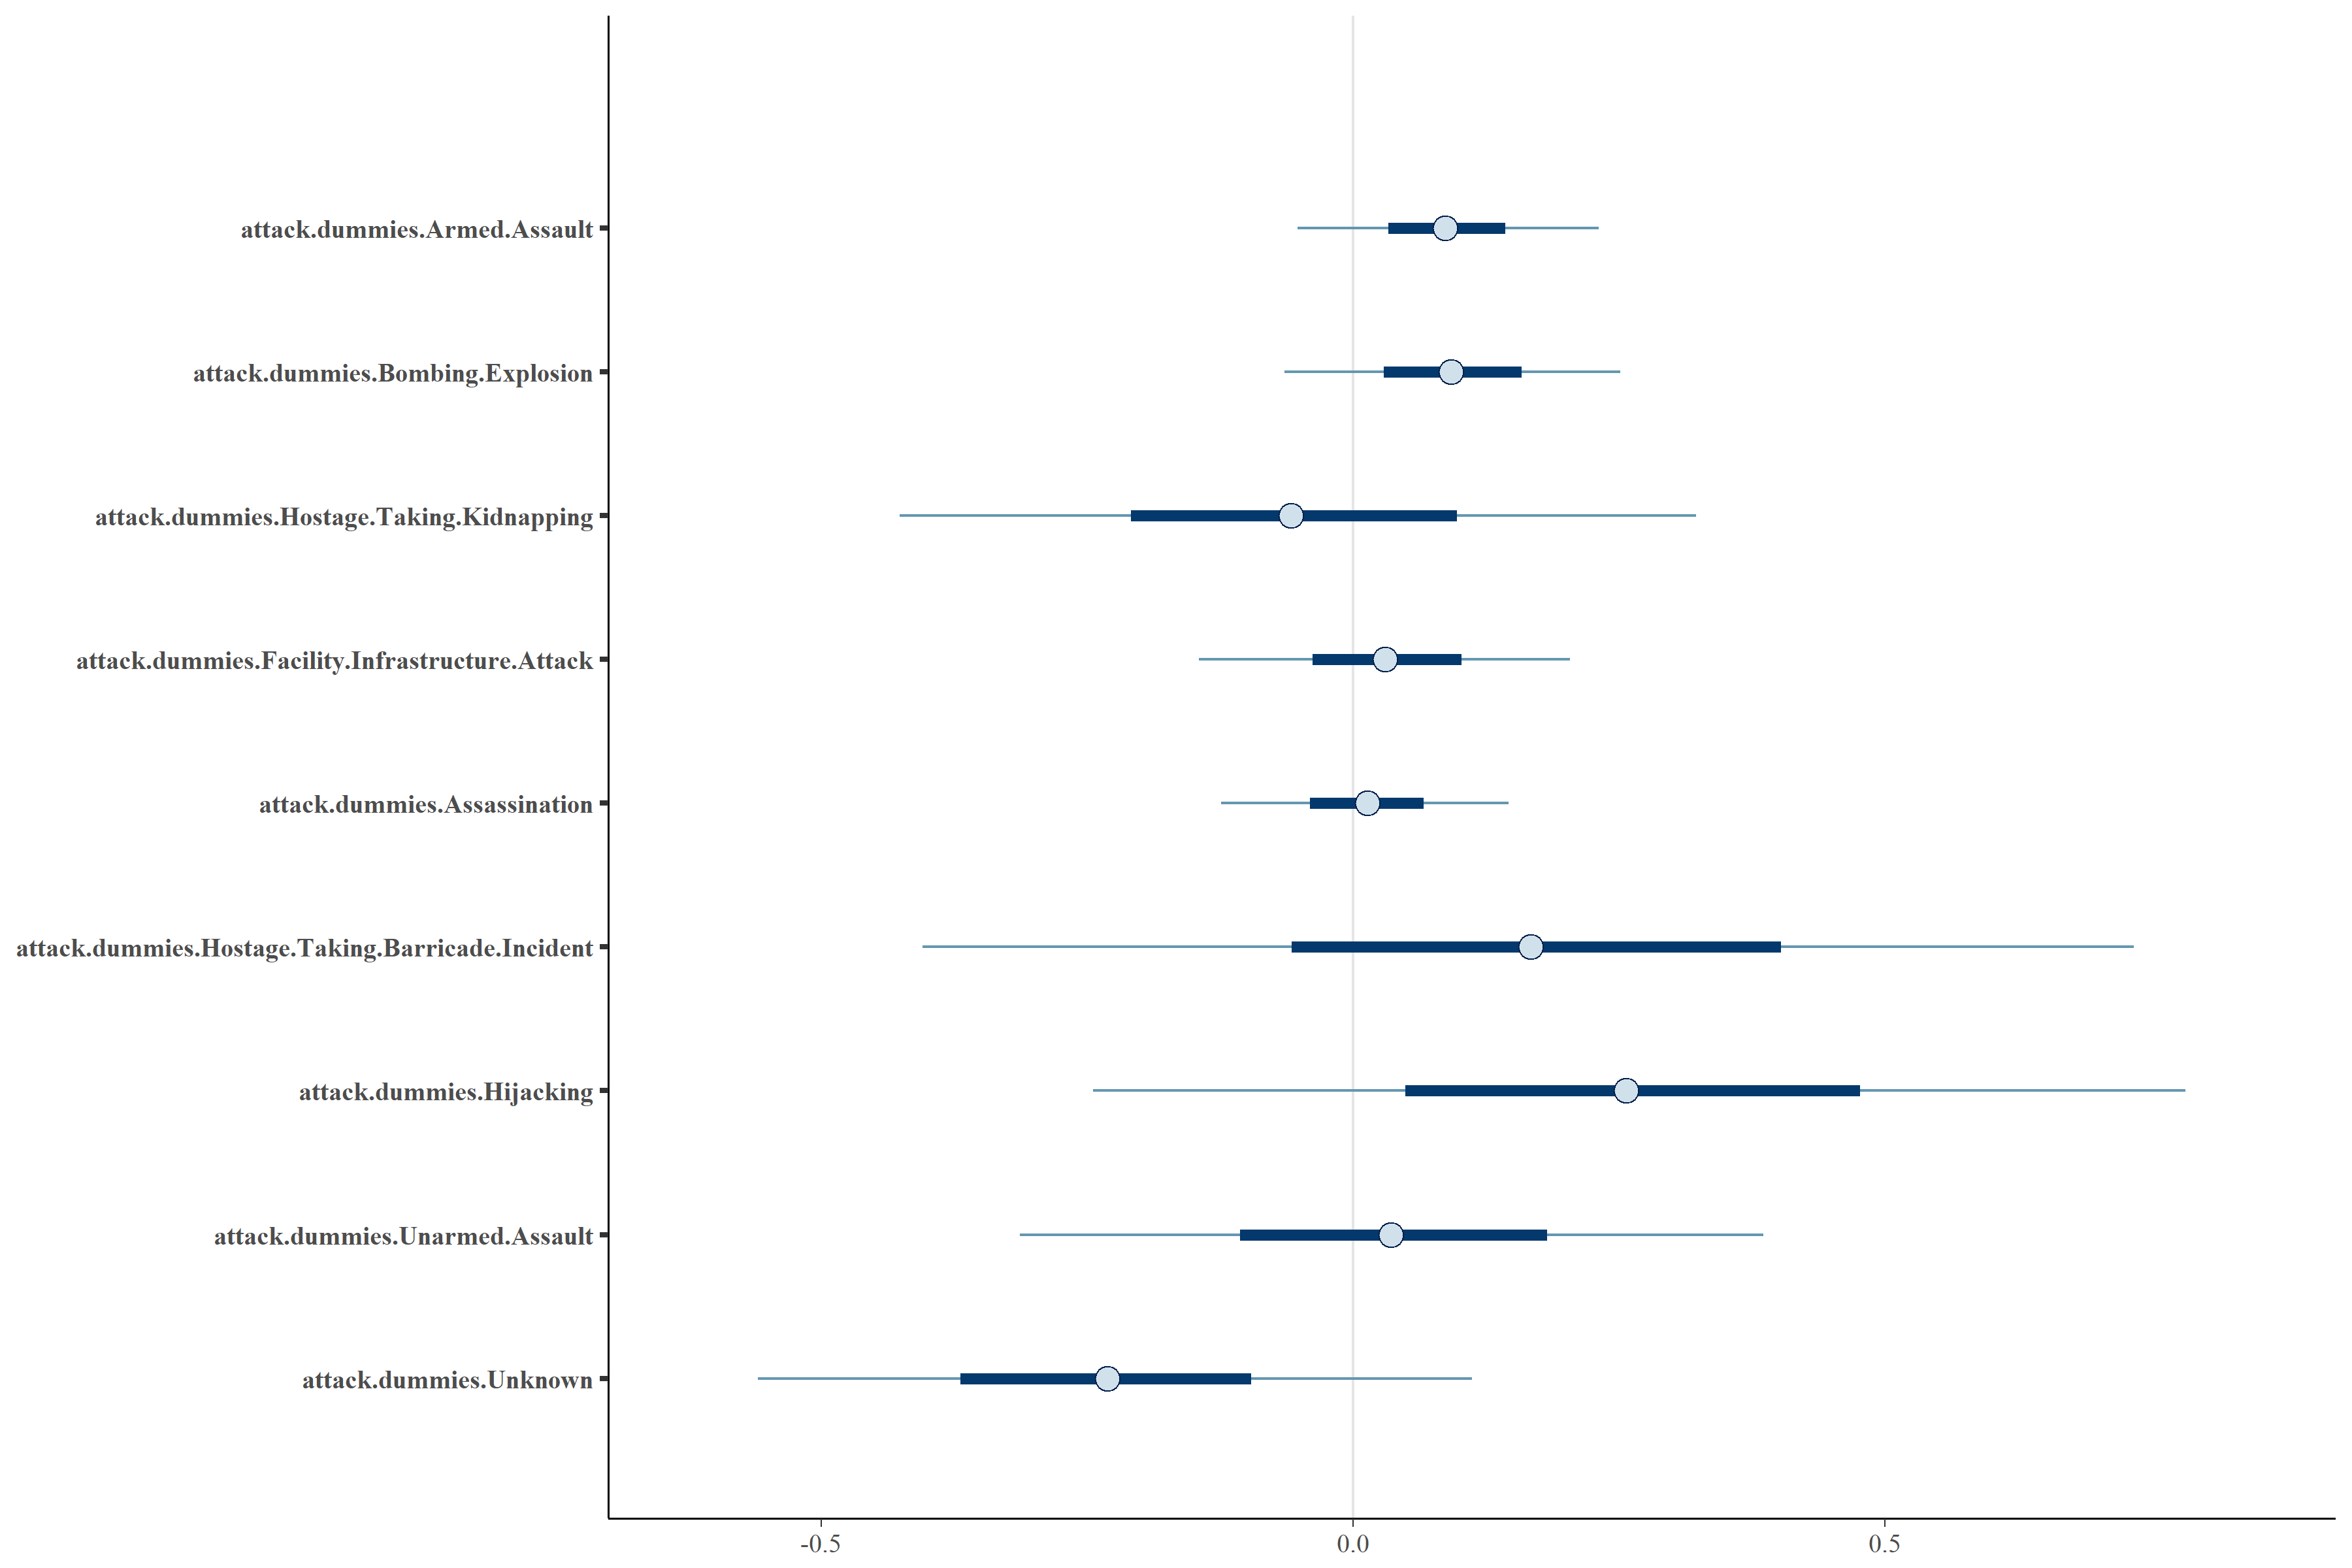 attack.dummies.Armed.Assault
attack.dummies.Bombing.Explosion
attack.dummies.Hostage.Taking.Kidnapping
attack.dummies.Facility.Infrastructure.Attack
attack.dummies.Assassination
attack.dummies.Hostage.Taking.Barricade.Incident
attack.dummies.Hijacking
attack.dummies.Unarmed.Assault
attack.dummies.Unknown
-0.5 0.0 0.5